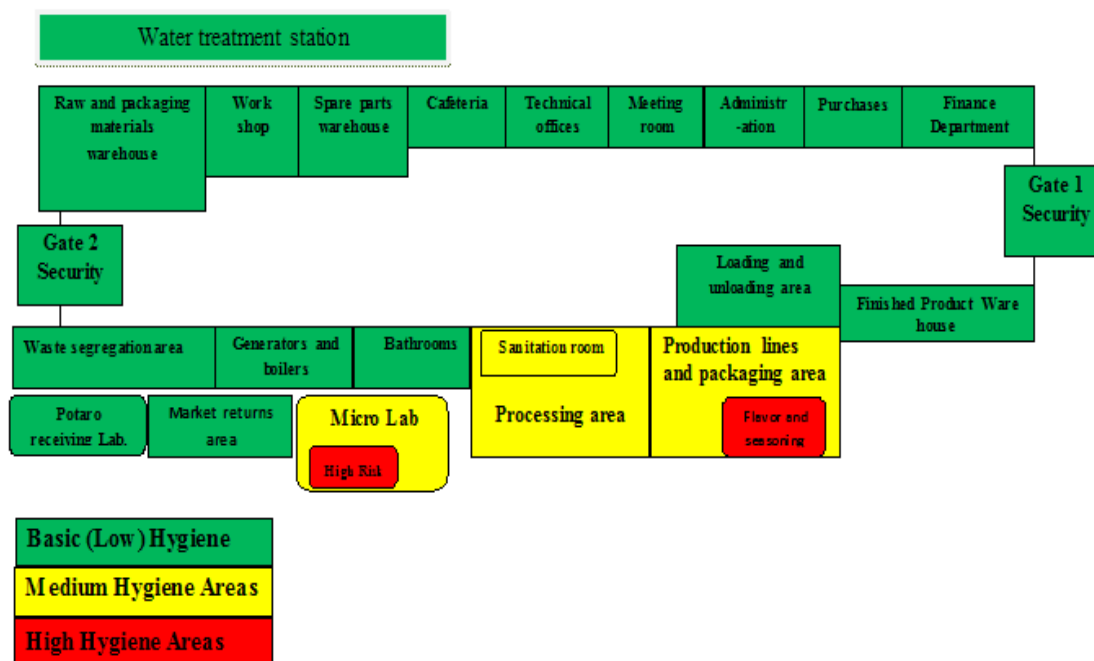 Water treatment station
Raw and packaging
materials
warehouse
Work
shop
Spare parts
warehouse
Cafeteria
Technical
offices
Meeting
room
Administr
-ation
Purchases
Finance
Department
Gate 1
Security
Gate 2
Security
Loading and
unloading area
Finished Product Ware
house
Waste segregation area
Generators and
boilers
Bathrooms
Sanitation room
Processing area
Production lines
and packaging area
Flavor and
seasoning
Potaro
receiving Lab.
Market returns
area
Micro Lab
High Risk
Basic (Low) Hygiene
Medium Hygiene Areas
High Hygiene Areas